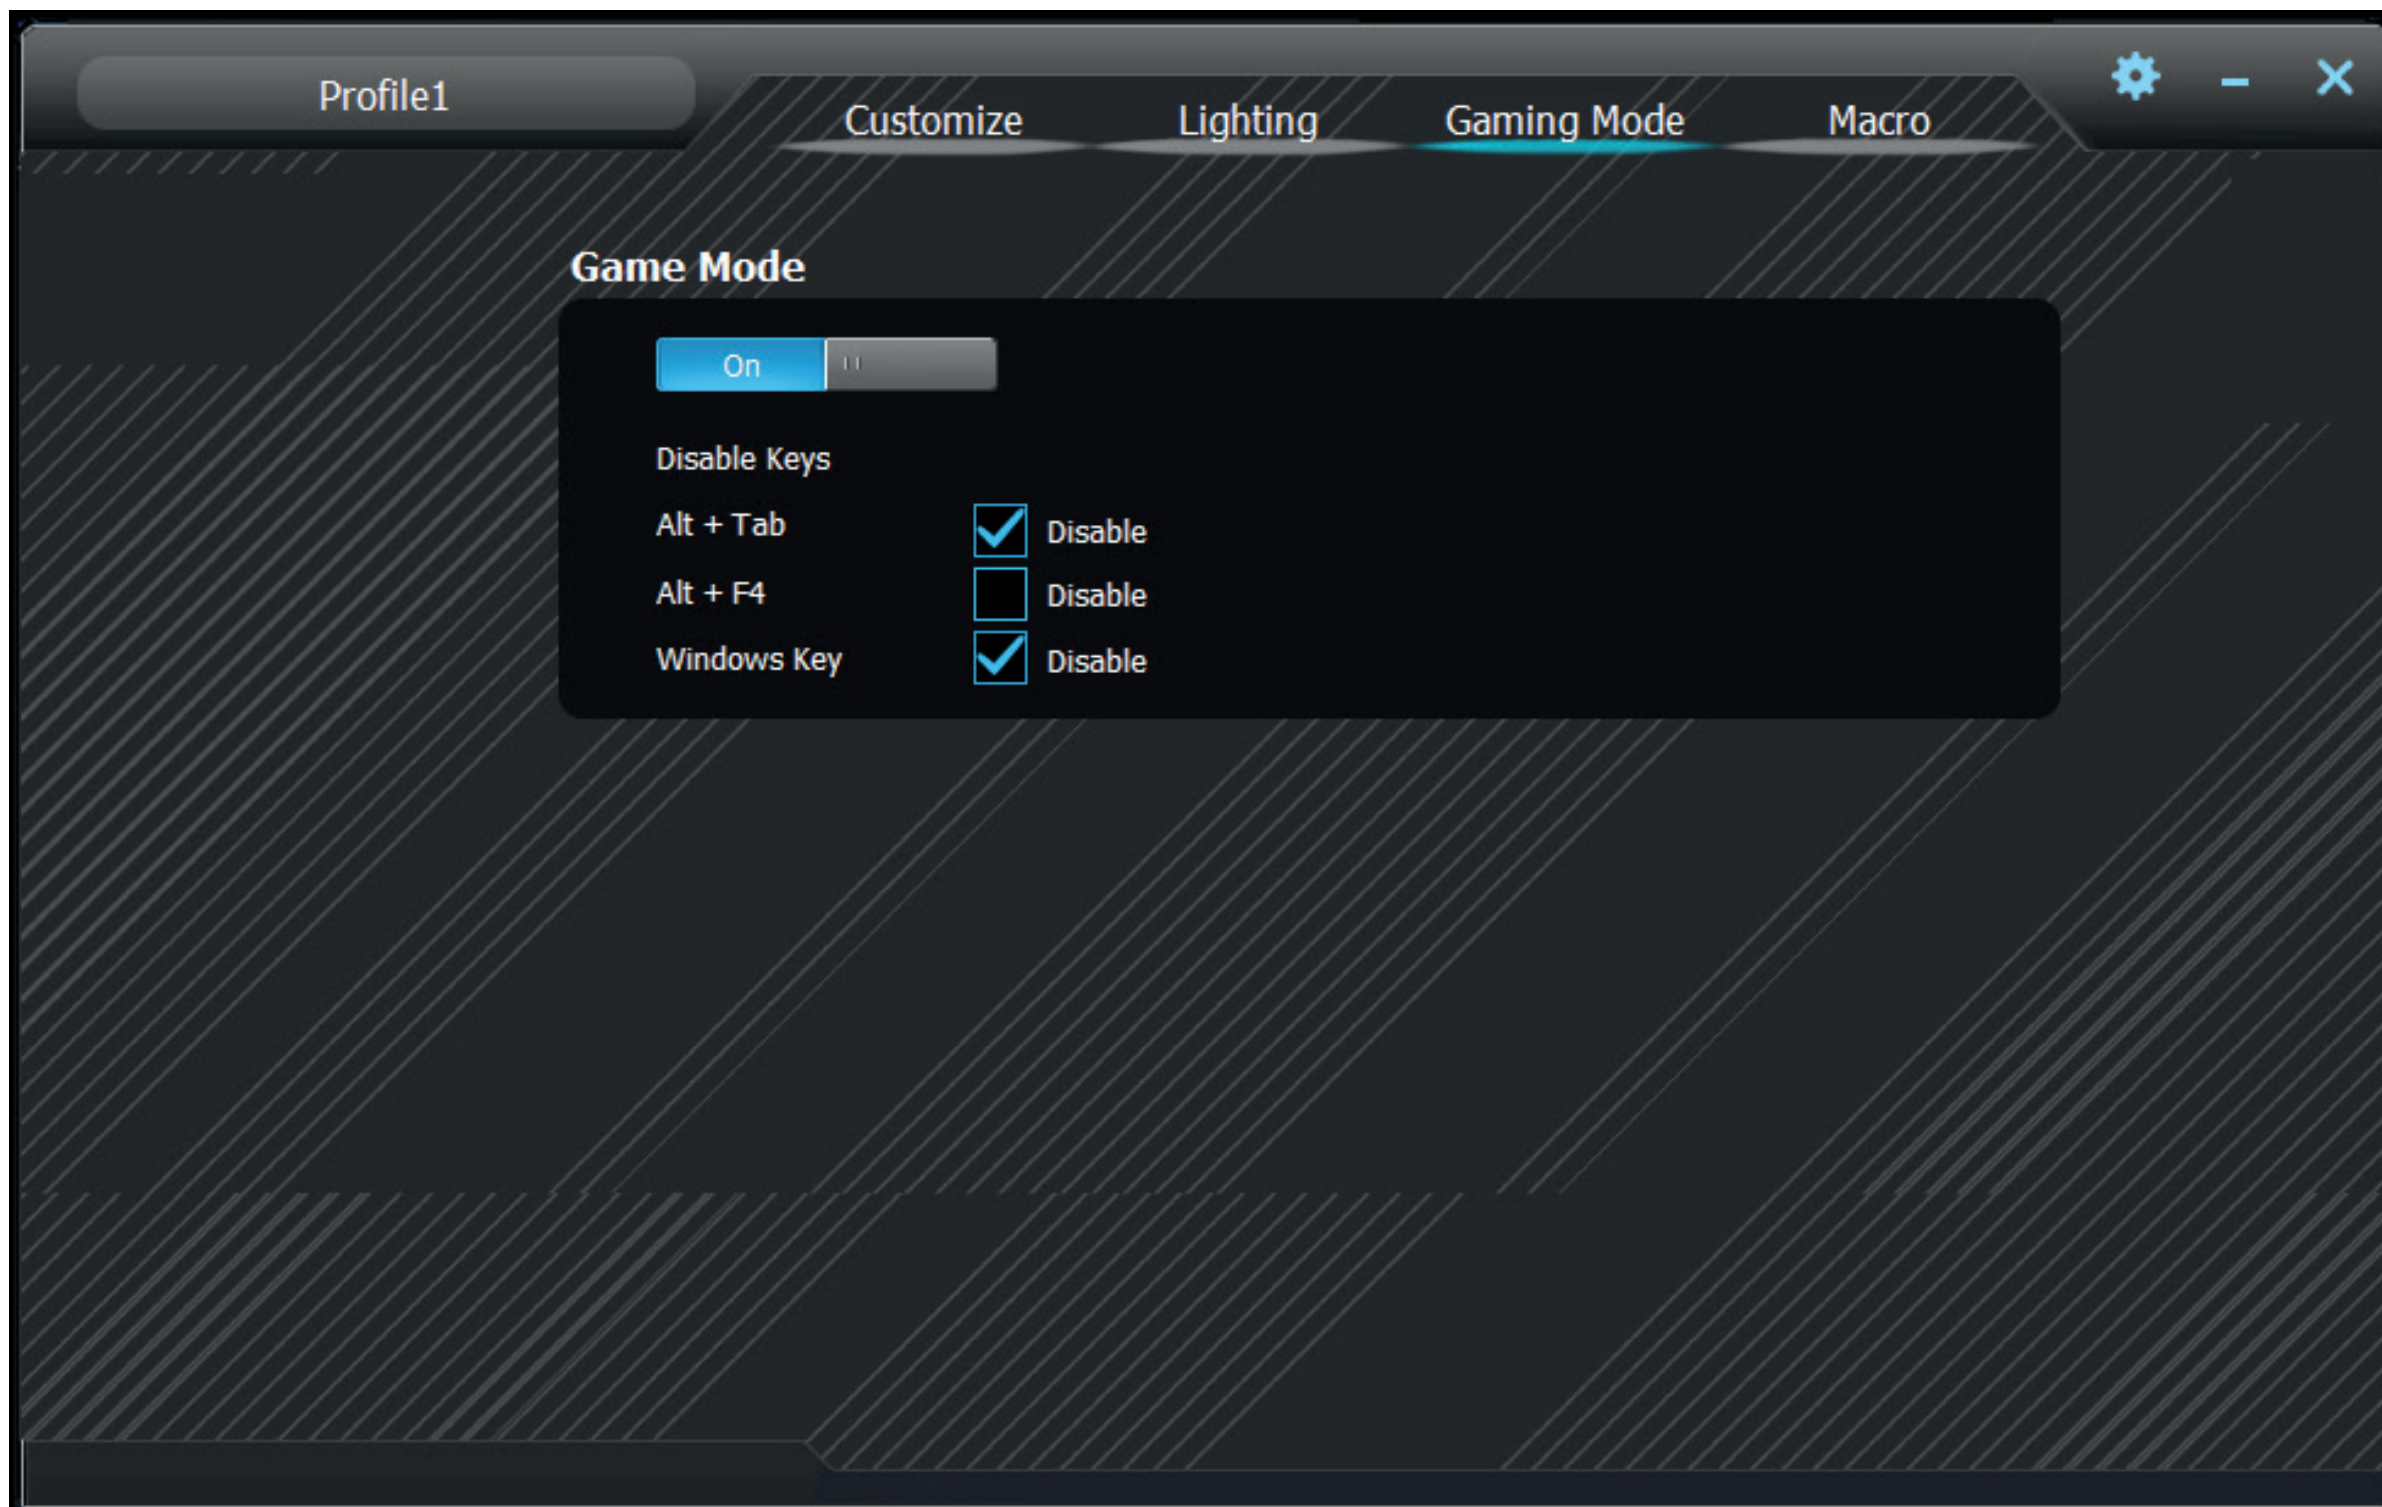 Profile1
Customize Lighting Gaming Mode Macro
Game Mode
On
Disable Keys
Alt + Tab Disable
Alt + F4 Disable
Windows Key Disable